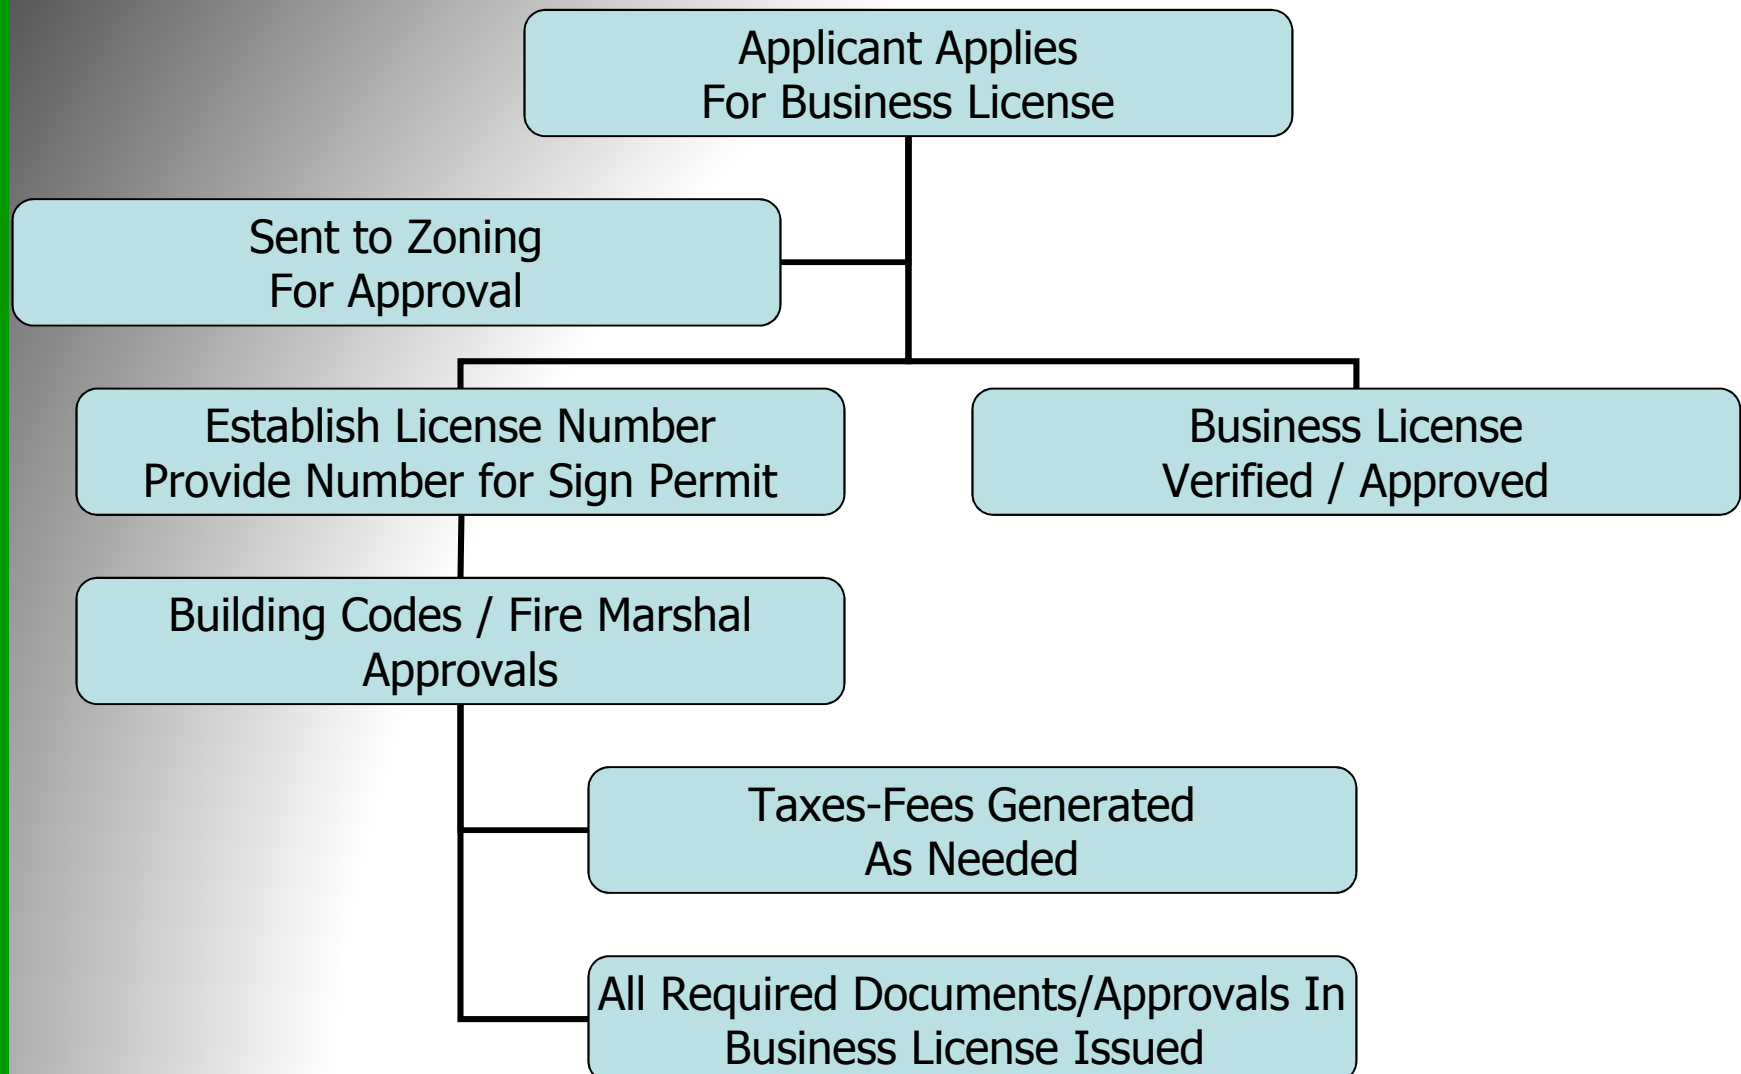 Applicant Applies
For Business License
Sent to Zoning
For Approval
Establish License Number
Provide Number for Sign Permit
Business License
Verified / Approved
Building Codes / Fire Marshal
Approvals
Taxes-Fees Generated
As Needed
All Required Documents/Approvals In
Business License Issued